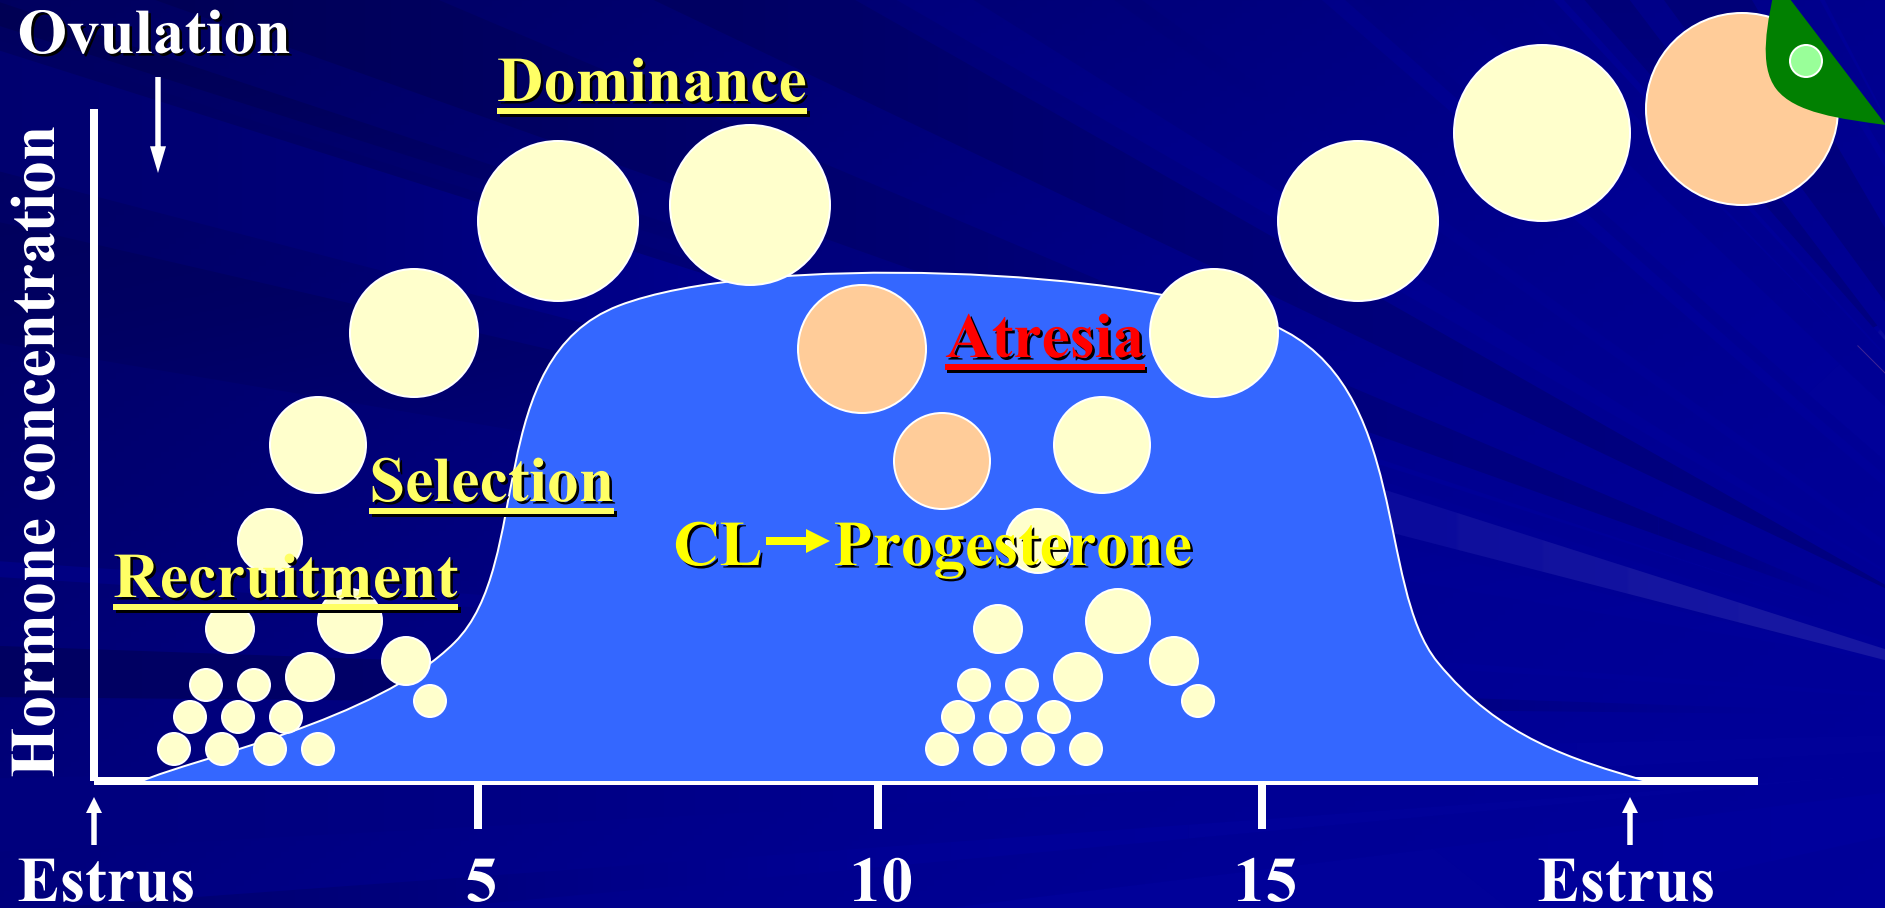 Ovulation
Dominance
Hormone concentration
Atresia
Selection
CL→Progesterone
Recruitment
Estrus 5 10 15 Estrus